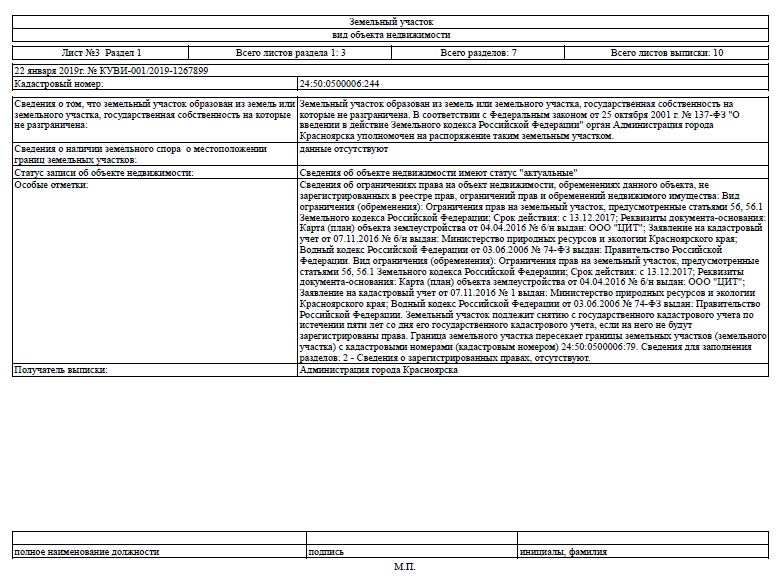 Земельный участок
вид объекта недвижимости
Лист №3 Раздел 1 Всего листов раздела 1: 3 Всего разделов: 7 Всего листов выписки: 10
22 января 2019г. № КУВИ-001/2019-1267899
Кадастровый номер: 24:50:0500006:244
Сведения о том, что земельный участок образован из земель или
земельного участка, государственная собственность на которые
не разграничена:
Земельный участок образован из земель или земельного участка, государственная собственность на
которые не разграничена. В соответствии с Федеральным законом от 25 октября 2001 г. № 137-ФЗ "О
введении в действие Земельного кодекса Российской Федерации" орган Администрация города
Красноярска уполномочен на распоряжение таким земельным участком.
Сведения о наличии земельного спора о местоположении
границ земельных участков:
данные отсутствуют
Статус записи об объекте недвижимости: Сведения об объекте недвижимости имеют статус "актуальные"
Особые отметки:
Сведения об ограничениях права на объект недвижимости, обременениях данного объекта, не
зарегистрированных в реестре прав, ограничений прав и обременений недвижимого имущества: Вид
ограничения (обременения): Ограничения прав на земельный участок, предусмотренные статьями 56, 56.1
Земельного кодекса Российской Федерации; Срок действия: с 13.12.2017; Реквизиты документа-основания:
Карта (план) объекта землеустройства от 04.04.2016 № б/н выдан: ООО "ЦИТ"; Заявление на кадастровый
учет от 07.11.2016 № б/н выдан: Министерство природных ресурсов и экологии Красноярского края;
Водный кодекс Российской Федерации от 03.06.2006 № 74-ФЗ выдан: Правительство Российской
Федерации. Вид ограничения (обременения): Ограничения прав на земельный участок, предусмотренные
статьями 56, 56.1 Земельного кодекса Российской Федерации; Срок действия: с 13.12.2017; Реквизиты
документа-основания: Карта (план) объекта землеустройства от 04.04.2016 № б/н выдан: ООО "ЦИТ";
Заявление на кадастровый учет от 07.11.2016 № 1 выдан: Министерство природных ресурсов и экологии
Красноярского края; Водный кодекс Российской Федерации от 03.06.2006 № 74-ФЗ выдан: Правительство
Российской Федерации. Земельный участок подлежит снятию с государственного кадастрового учета по
истечении пяти лет со дня его государственного кадастрового учета, если на него не будут
зарегистрированы права. Граница земельного участка пересекает границы земельных участков (земельного
участка) с кадастровыми номерами (кадастровым номером) 24:50:0500006:79. Сведения для заполнения
разделов: 2 - Сведения о зарегистрированных правах, отсутствуют.
Получатель выписки: Администрация города Красноярска
полное наименование должности подпись инициалы, фамилия
М.П.